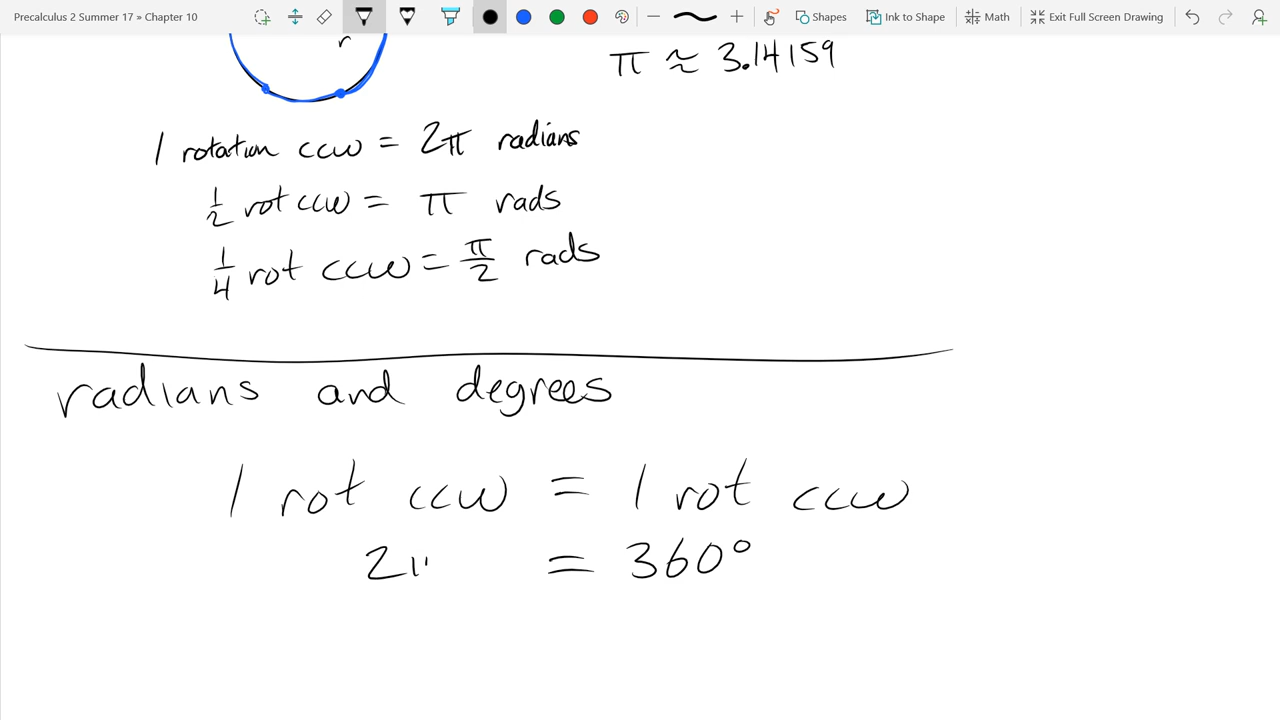 Precalculus 2 Summer 17 » Chapter 10
Shapes
Ink to Shape
Math
Exit Full Screen Drawing
r
π ≈ 3.14159
1 rotation ccw = 2π radians
1/2 rot ccw = π rads
1/4 rot ccw = π/2 rads
radians and degrees
1 rot ccw = 1 rot ccw
2 = 360°